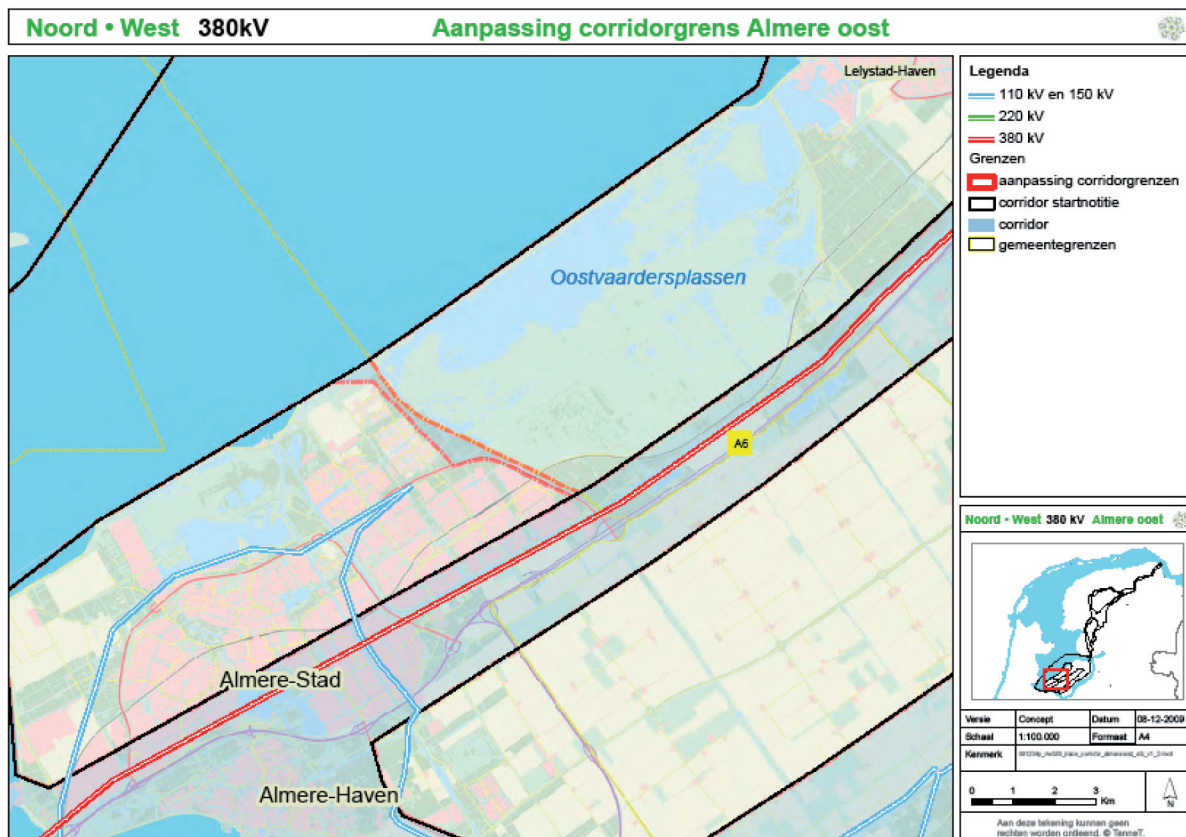 Noord • West 380kV Aanpassing corridorgrens Almere oost
Lelystad-Haven
Oostvaardersplassen
A6
Almere-Stad
Almere-Haven
Legenda
110 kV en 150 kV
220 kV
380 kV
Grenzen
aanpassing corridorgrenzen
corridor startnotitie
corridor
gemeentegrenzen
Noord • West 380 kV Almere oost
Versie Concept Datum 08-12-2009
Schaal 1:100.000 Formaat A4
Kenmerk
0 1 2 3
Km
N
Aan deze tekening kunnen geen
rechten worden ontleend. © TenneT.